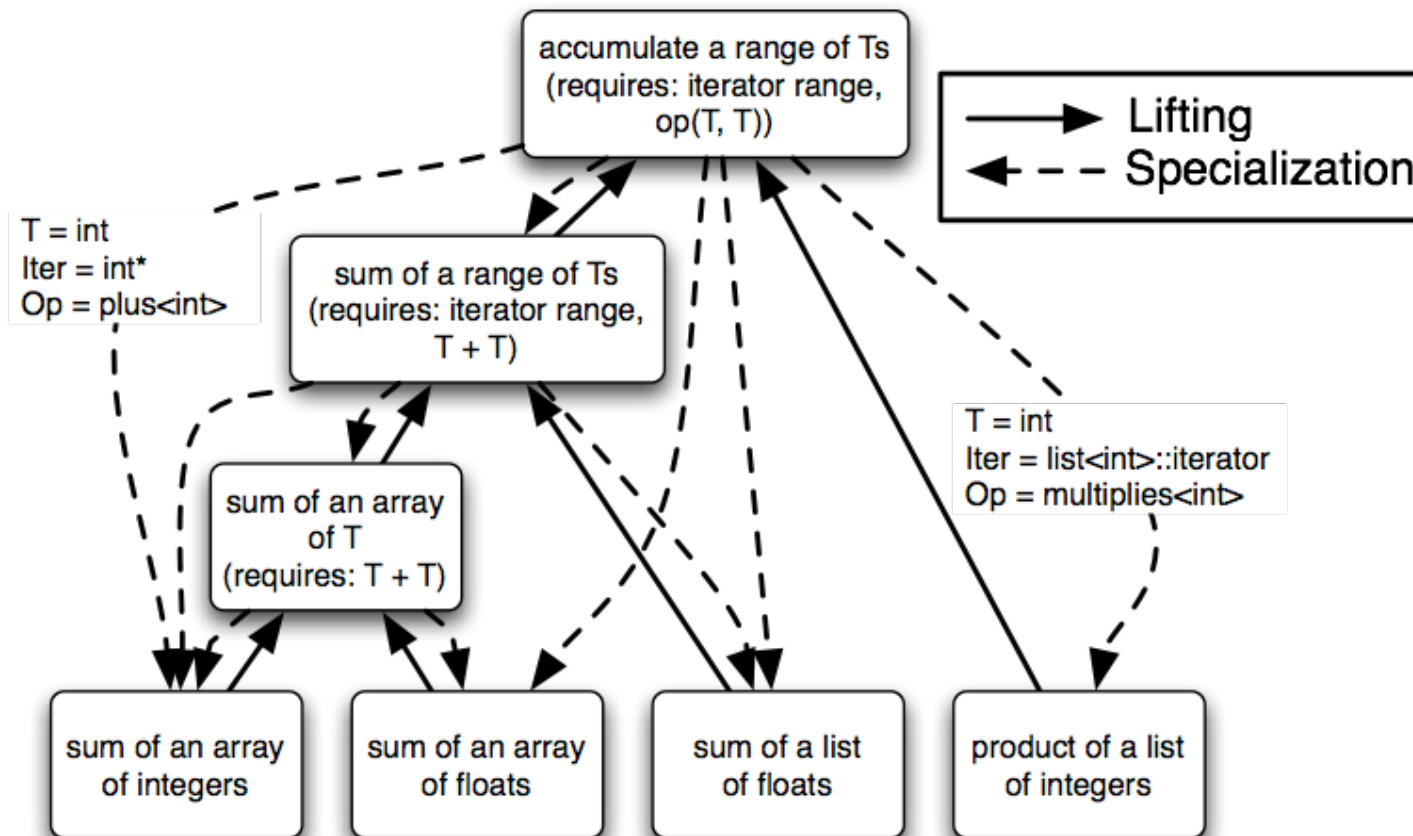 accumulate a range of Ts
(requires: iterator range,
op(T, T))
Lifting
Specialization
T = int
Iter = int*
Op = plus<int>
sum of a range of Ts
(requires: iterator range,
T + T)
T = int
Iter = list<int>::iterator
Op = multiplies<int>
sum of an array
of T
(requires: T + T)
sum of an array
of integers
sum of an array
of floats
sum of a list
of floats
product of a list
of integers